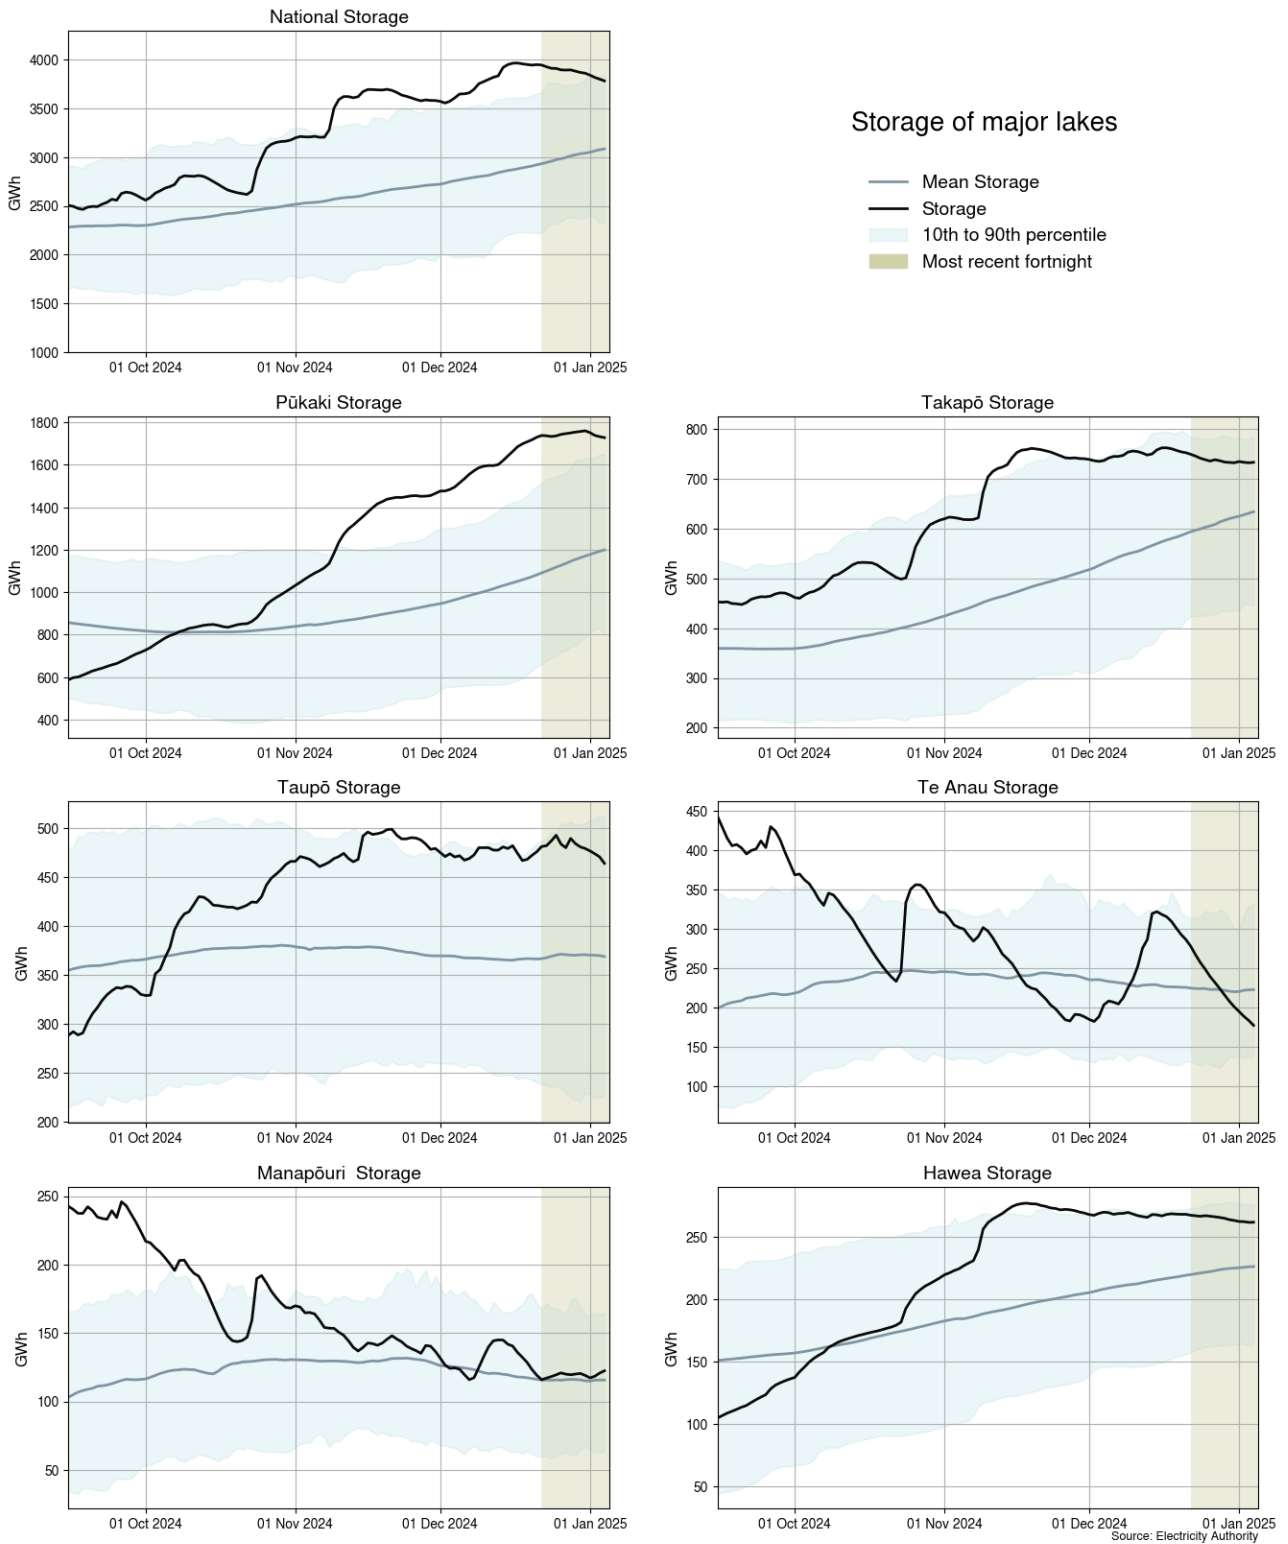 National Storage
4000
3500
3000
2500
2000
1500
1000
GWh
01 Oct 2024
01 Nov 2024
01 Dec 2024
01 Jan 2025
Storage of major lakes
Mean Storage
Storage
10th to 90th percentile
Most recent fortnight
Pūkaki Storage
1800
1600
1400
1200
1000
800
600
400
GWh
01 Oct 2024
01 Nov 2024
01 Dec 2024
01 Jan 2025
Takapō Storage
800
700
600
500
400
300
200
GWh
01 Oct 2024
01 Nov 2024
01 Dec 2024
01 Jan 2025
Taupō Storage
500
450
400
350
300
250
200
GWh
01 Oct 2024
01 Nov 2024
01 Dec 2024
01 Jan 2025
Te Anau Storage
450
400
350
300
250
200
150
100
GWh
01 Oct 2024
01 Nov 2024
01 Dec 2024
01 Jan 2025
Manapōuri  Storage
250
200
150
100
50
GWh
01 Oct 2024
01 Nov 2024
01 Dec 2024
01 Jan 2025
Hawea Storage
250
200
150
100
50
GWh
01 Oct 2024
01 Nov 2024
01 Dec 2024
01 Jan 2025
Source: Electricity Authority